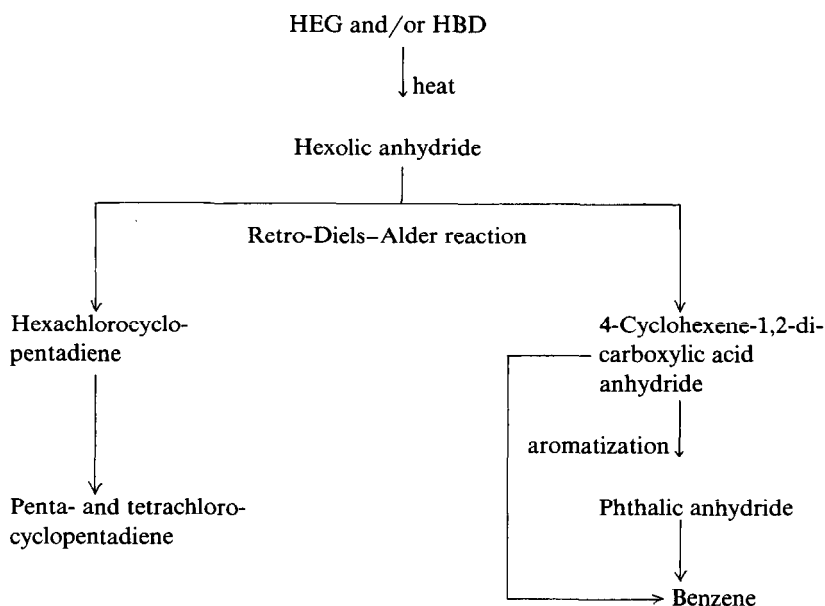 HEG and/or HBD
heat
Hexolic anhydride
Retro-Diels–Alder reaction
Hexachlorocyclo-
pentadiene
4-Cyclohexene-1,2-di-
carboxylic acid
anhydride
aromatization
Penta- and tetrachloro-
cyclopentadiene
Phthalic anhydride
Benzene